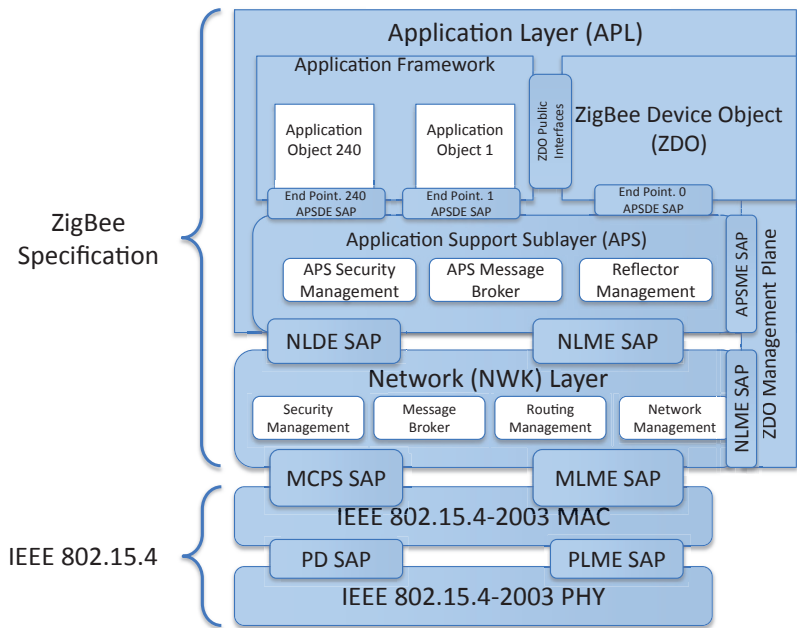 Application Layer (APL)
Application Framework
Application
Object 240
Application
Object 1
ZDO Public
Interfaces
ZigBee Device Object
(ZDO)
End Point. 240
APSDE SAP
End Point. 1
APSDE SAP
End Point. 0
APSDE SAP
ZigBee
Specification
Application Support Sublayer (APS)
APS Security
Management
APS Message
Broker
Reflector
Management
APSME SAP
ZDO Management Plane
NLDE SAP
NLME SAP
Network (NWK) Layer
Security
Management
Message
Broker
Routing
Management
Network
Management
NLME SAP
MCPS SAP
MLME SAP
IEEE 802.15.4-2003 MAC
IEEE 802.15.4
PD SAP
PLME SAP
IEEE 802.15.4-2003 PHY